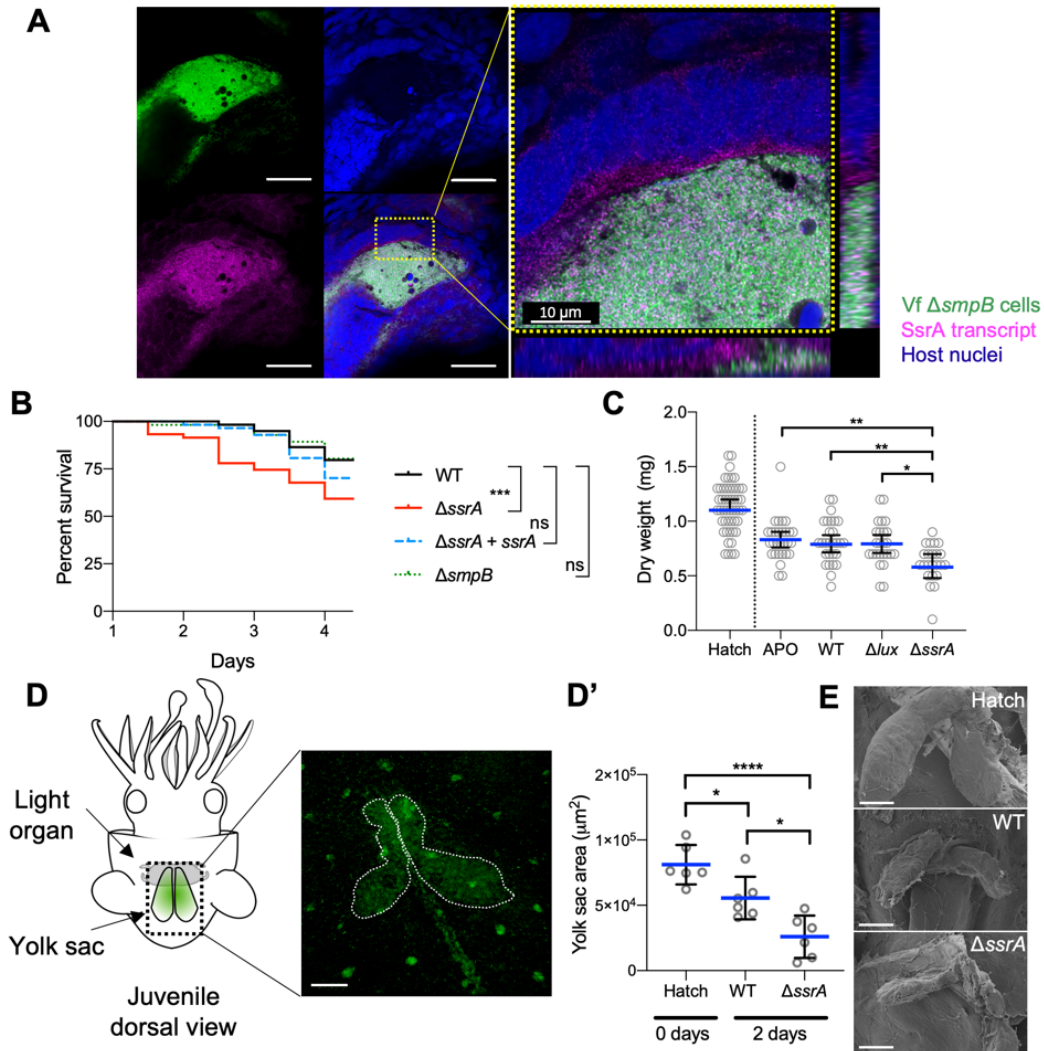 A
10 μm
Vf ΔsmpB cells
SsrA transcript
Host nuclei
B
100
75
50
25
0
Percent survival
1 2 3 4
Days
WT
ΔssrA
ΔssrA + ssrA
ΔsmpB
***
ns
ns
C
2.0
1.5
1.0
0.5
0.0
Dry weight (mg)
**
**
*
Hatch APO WT Δlux ΔssrA
D
Light
organ
Yolk sac
Juvenile
dorsal view
D'
2×10⁵
1×10⁵
5×10⁴
0
Yolk sac area (μm²)
****
*
*
Hatch WT ΔssrA
0 days 2 days
E
Hatch
WT
ΔssrA